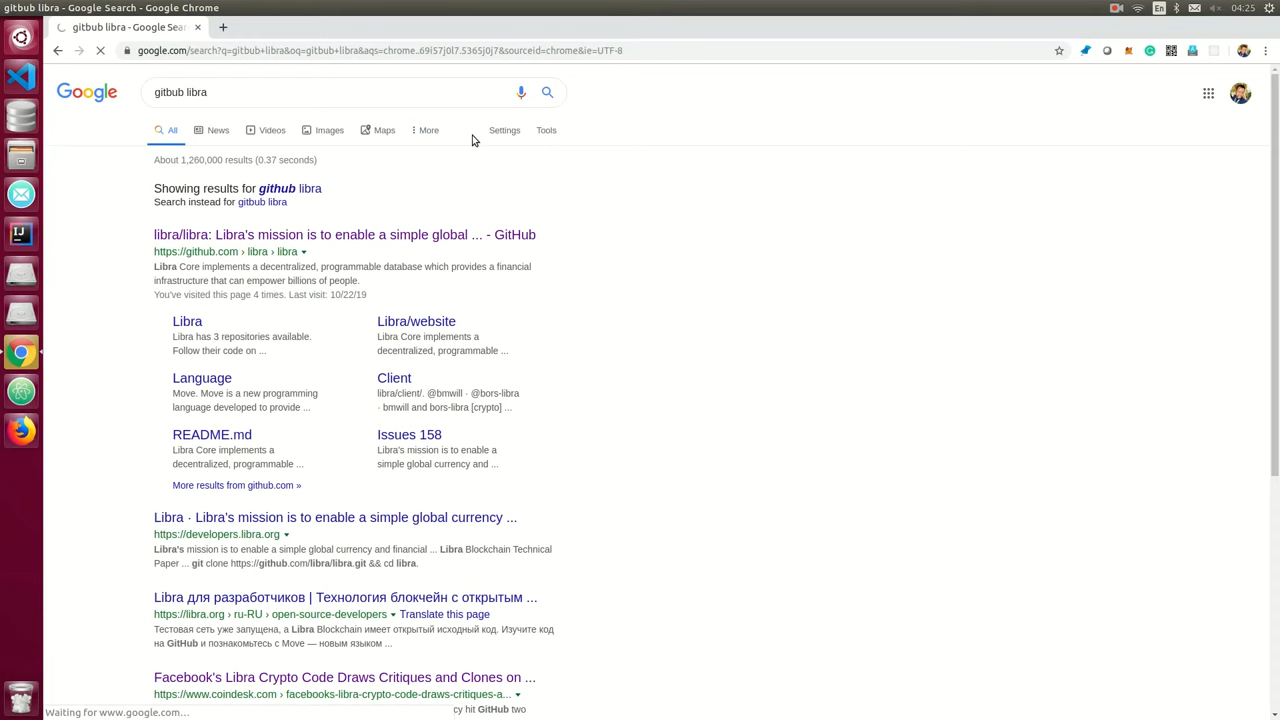 gitbub libra - Google Search - Google Chrome
En
04:25
gitbub libra - Google Sear
google.com/search?q=gitbub+libra&oq=gitbub+libra&aqs=chrome..69i57j0l7.5365j0j7&sourceid=chrome&ie=UTF-8
Google
gitbub libra
All
News
Videos
Images
Maps
More
Settings
Tools
About 1,260,000 results (0.37 seconds)
Showing results for github libra
Search instead for gitbub libra
libra/libra: Libra's mission is to enable a simple global ... - GitHub
https://github.com › libra › libra
Libra Core implements a decentralized, programmable database which provides a financial
infrastructure that can empower billions of people.
You've visited this page 4 times. Last visit: 10/22/19
Libra
Libra has 3 repositories available.
Follow their code on ...
Libra/website
Libra Core implements a
decentralized, programmable ...
Language
Move. Move is a new programming
language developed to provide ...
Client
libra/client/. @bmwill · @bors-libra
· bmwill and bors-libra [crypto] ...
README.md
Libra Core implements a
decentralized, programmable ...
Issues 158
Libra's mission is to enable a
simple global currency and ...
More results from github.com »
Libra · Libra's mission is to enable a simple global currency ...
https://developers.libra.org
Libra's mission is to enable a simple global currency and financial ... Libra Blockchain Technical
Paper ... git clone https://github.com/libra/libra.git && cd libra.
Libra для разработчиков | Технология блокчейн с открытым ...
https://libra.org › ru-RU › open-source-developers Translate this page
Тестовая сеть уже запущена, а Libra Blockchain имеет открытый исходный код. Изучите код
на GitHub и познакомьтесь с Move — новым языком ...
Facebook's Libra Crypto Code Draws Critiques and Clones on ...
https://www.coindesk.com › facebooks-libra-crypto-code-draws-critiques-a...
cy hit GitHub two
Waiting for www.google.com...
IJ